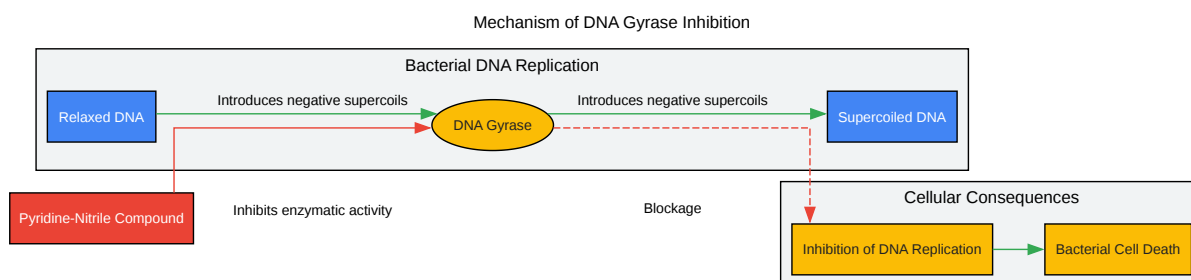 Mechanism of DNA Gyrase Inhibition
Bacterial DNA Replication
Relaxed DNA
Introduces negative supercoils
DNA Gyrase
Introduces negative supercoils
Supercoiled DNA
Pyridine-Nitrile Compound
Inhibits enzymatic activity
Blockage
Cellular Consequences
Inhibition of DNA Replication
Bacterial Cell Death